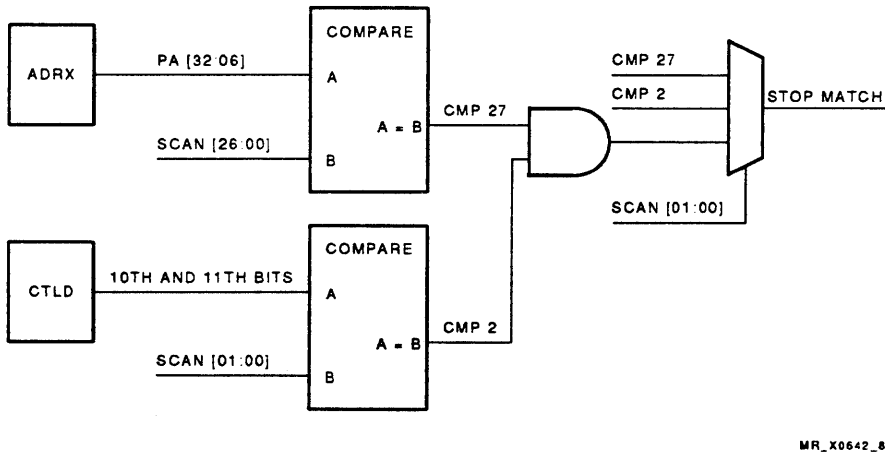 COMPARE
ADRX
PA [32:06]
A
CMP 27
CMP 27
CMP 2
STOP MATCH
A = B
SCAN [26:00]
B
SCAN [01:00]
COMPARE
CTLD
10TH AND 11TH BITS
A
CMP 2
A = B
SCAN [01:00]
B
MR_X0642_8